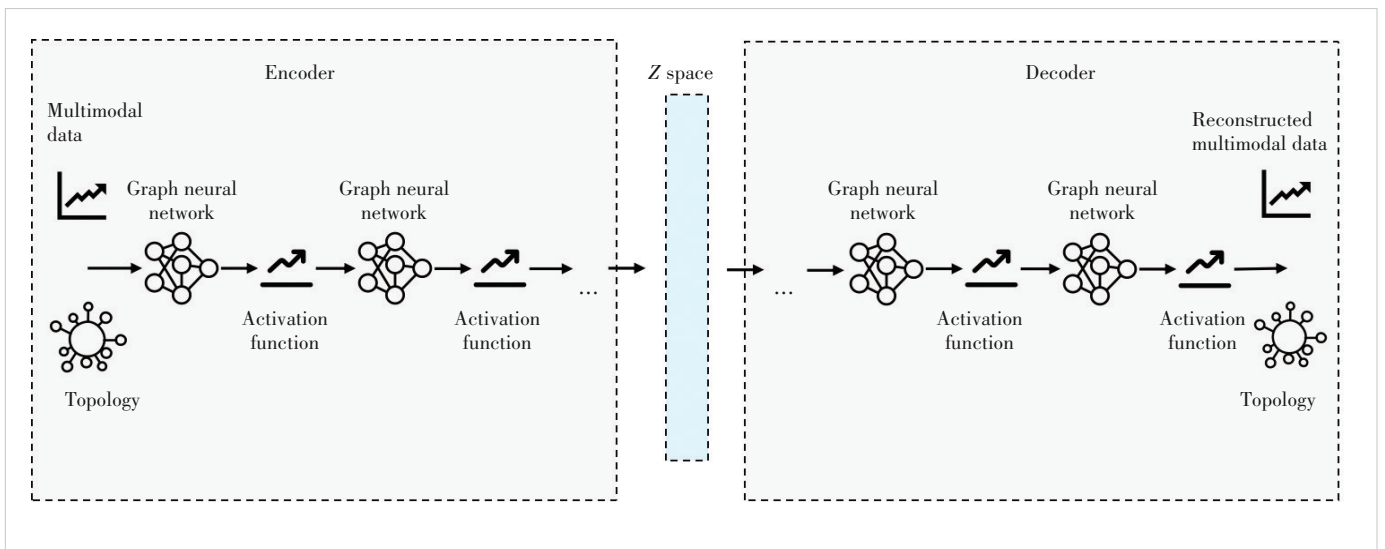 Encoder
Z space
Decoder
Multimodal
data
Reconstructed
multimodal data
Graph neural
network
Graph neural
network
Graph neural
network
Graph neural
network
...
...
Activation
function
Activation
function
Activation
function
Activation
function
Topology
Topology